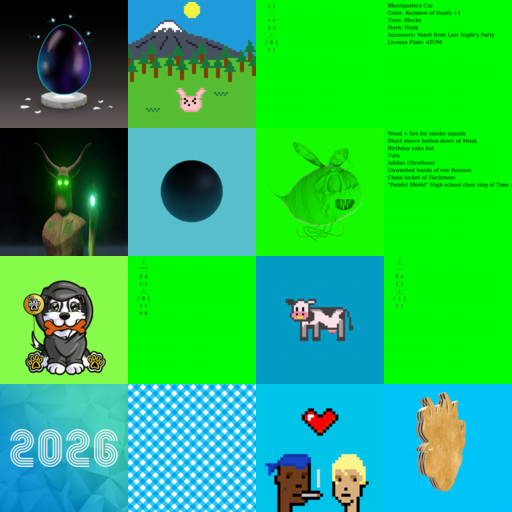 Bheotpusters Car
Color: Rainbow of Death +1
Tires: Blocks
Horn: Honk
Accessory: Vomit from Last Night's Party
License Plate: ATOM
Wood + fire for smoke signals
Short sleeve button-down of Musk
Birthday cake hat
Tutu
Adidas UltraBoost
Unwashed hands of van Rossum
Chain locket of Hackiness
"Painful Shield" High school class ring of Time
2026